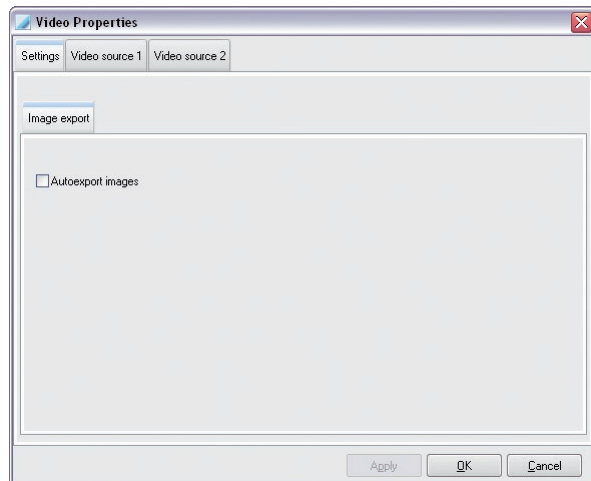 Video Properties
Settings Video source 1 Video source 2
Image export
Autoexport images
Apply OK Cancel